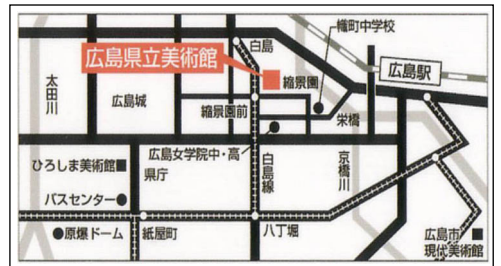 白島
幟町中学校
広島県立美術館
広島駅
太田川
縮景園
広島城
縮景園前
栄橋
広島女学院中・高
県庁
ひろしま美術館
白島線
京橋川
バスセンター
原爆ドーム
紙屋町
八丁堀
広島市
現代美術館